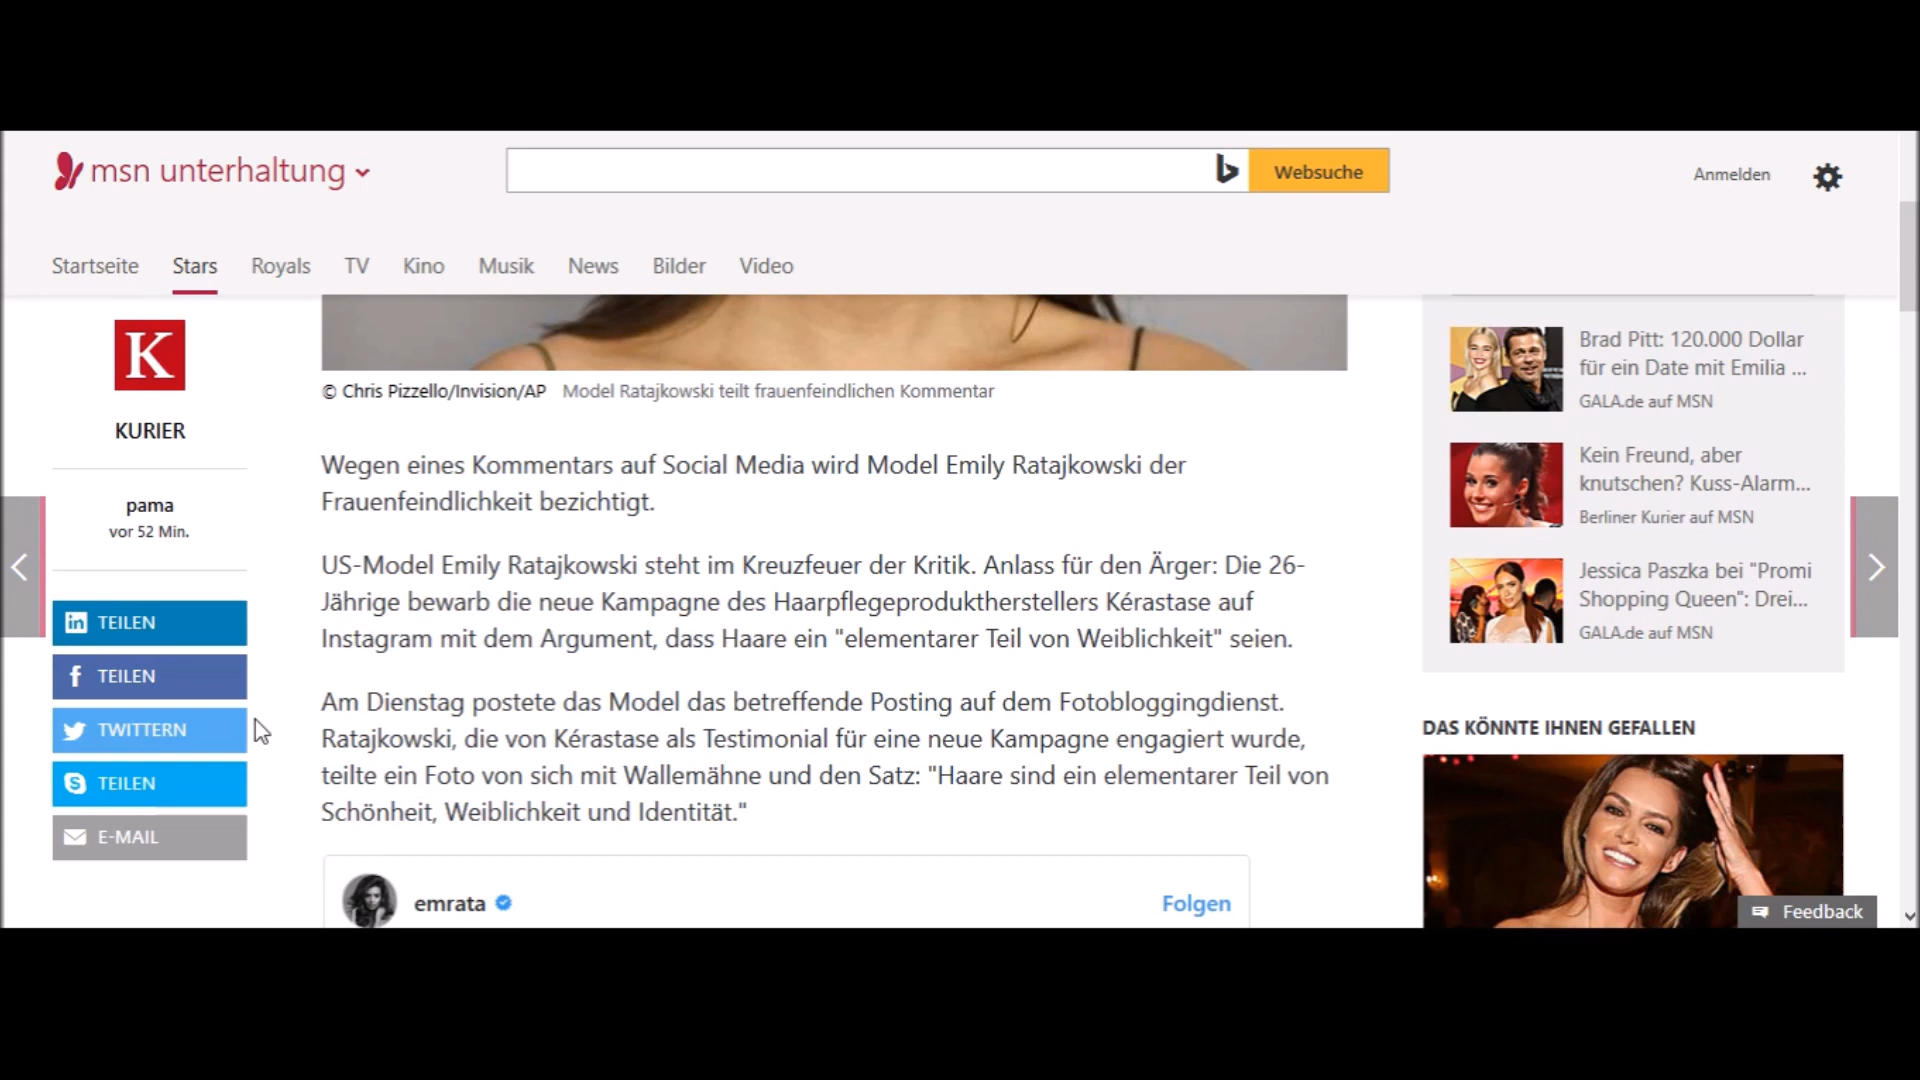 msn unterhaltung
Websuche
Anmelden
Startseite Stars Royals TV Kino Musik News Bilder Video
K
KURIER
pama
vor 52 Min.
TEILEN
TEILEN
TWITTERN
TEILEN
E-MAIL
© Chris Pizzello/Invision/AP Model Ratajkowski teilt frauenfeindlichen Kommentar
Wegen eines Kommentars auf Social Media wird Model Emily Ratajkowski der
Frauenfeindlichkeit bezichtigt.
US-Model Emily Ratajkowski steht im Kreuzfeuer der Kritik. Anlass für den Ärger: Die 26-
Jährige bewarb die neue Kampagne des Haarpflegeproduktherstellers Kérastase auf
Instagram mit dem Argument, dass Haare ein "elementarer Teil von Weiblichkeit" seien.
Am Dienstag postete das Model das betreffende Posting auf dem Fotobloggingdienst.
Ratajkowski, die von Kérastase als Testimonial für eine neue Kampagne engagiert wurde,
teilte ein Foto von sich mit Wallemähne und den Satz: "Haare sind ein elementarer Teil von
Schönheit, Weiblichkeit und Identität."
emrata
Folgen
Brad Pitt: 120.000 Dollar
für ein Date mit Emilia ...
GALA.de auf MSN
Kein Freund, aber
knutschen? Kuss-Alarm...
Berliner Kurier auf MSN
Jessica Paszka bei "Promi
Shopping Queen": Drei...
GALA.de auf MSN
DAS KÖNNTE IHNEN GEFALLEN
Feedback